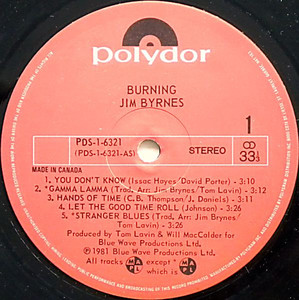 polydor
BURNING
JIM BYRNES
1
PDS-1-6321
(PDS-1-6321-AS)
STEREO
33⅓
MADE IN CANADA
1. YOU DON'T KNOW (Isaac Hayes/David Porter) - 3:10
2. *GAMMA LAMMA (Trad. Arr: Jim Byrnes/Tom Lavin) - 3:12
3. HANDS OF TIME (C.B. Thompson/J. Daniels) - 3:11
4. LET THE GOOD TIME ROLL (Johnson) - 3:26
5. *STRANGER BLUES (Trad. Arr: Jim Byrnes/
Tom Lavin) - 3:26
Produced by Tom Lavin & Will MacCalder for
Blue Wave Productions Ltd.
℗1981 Blue Wave Productions Ltd.
All tracks MAPL except * MAPL